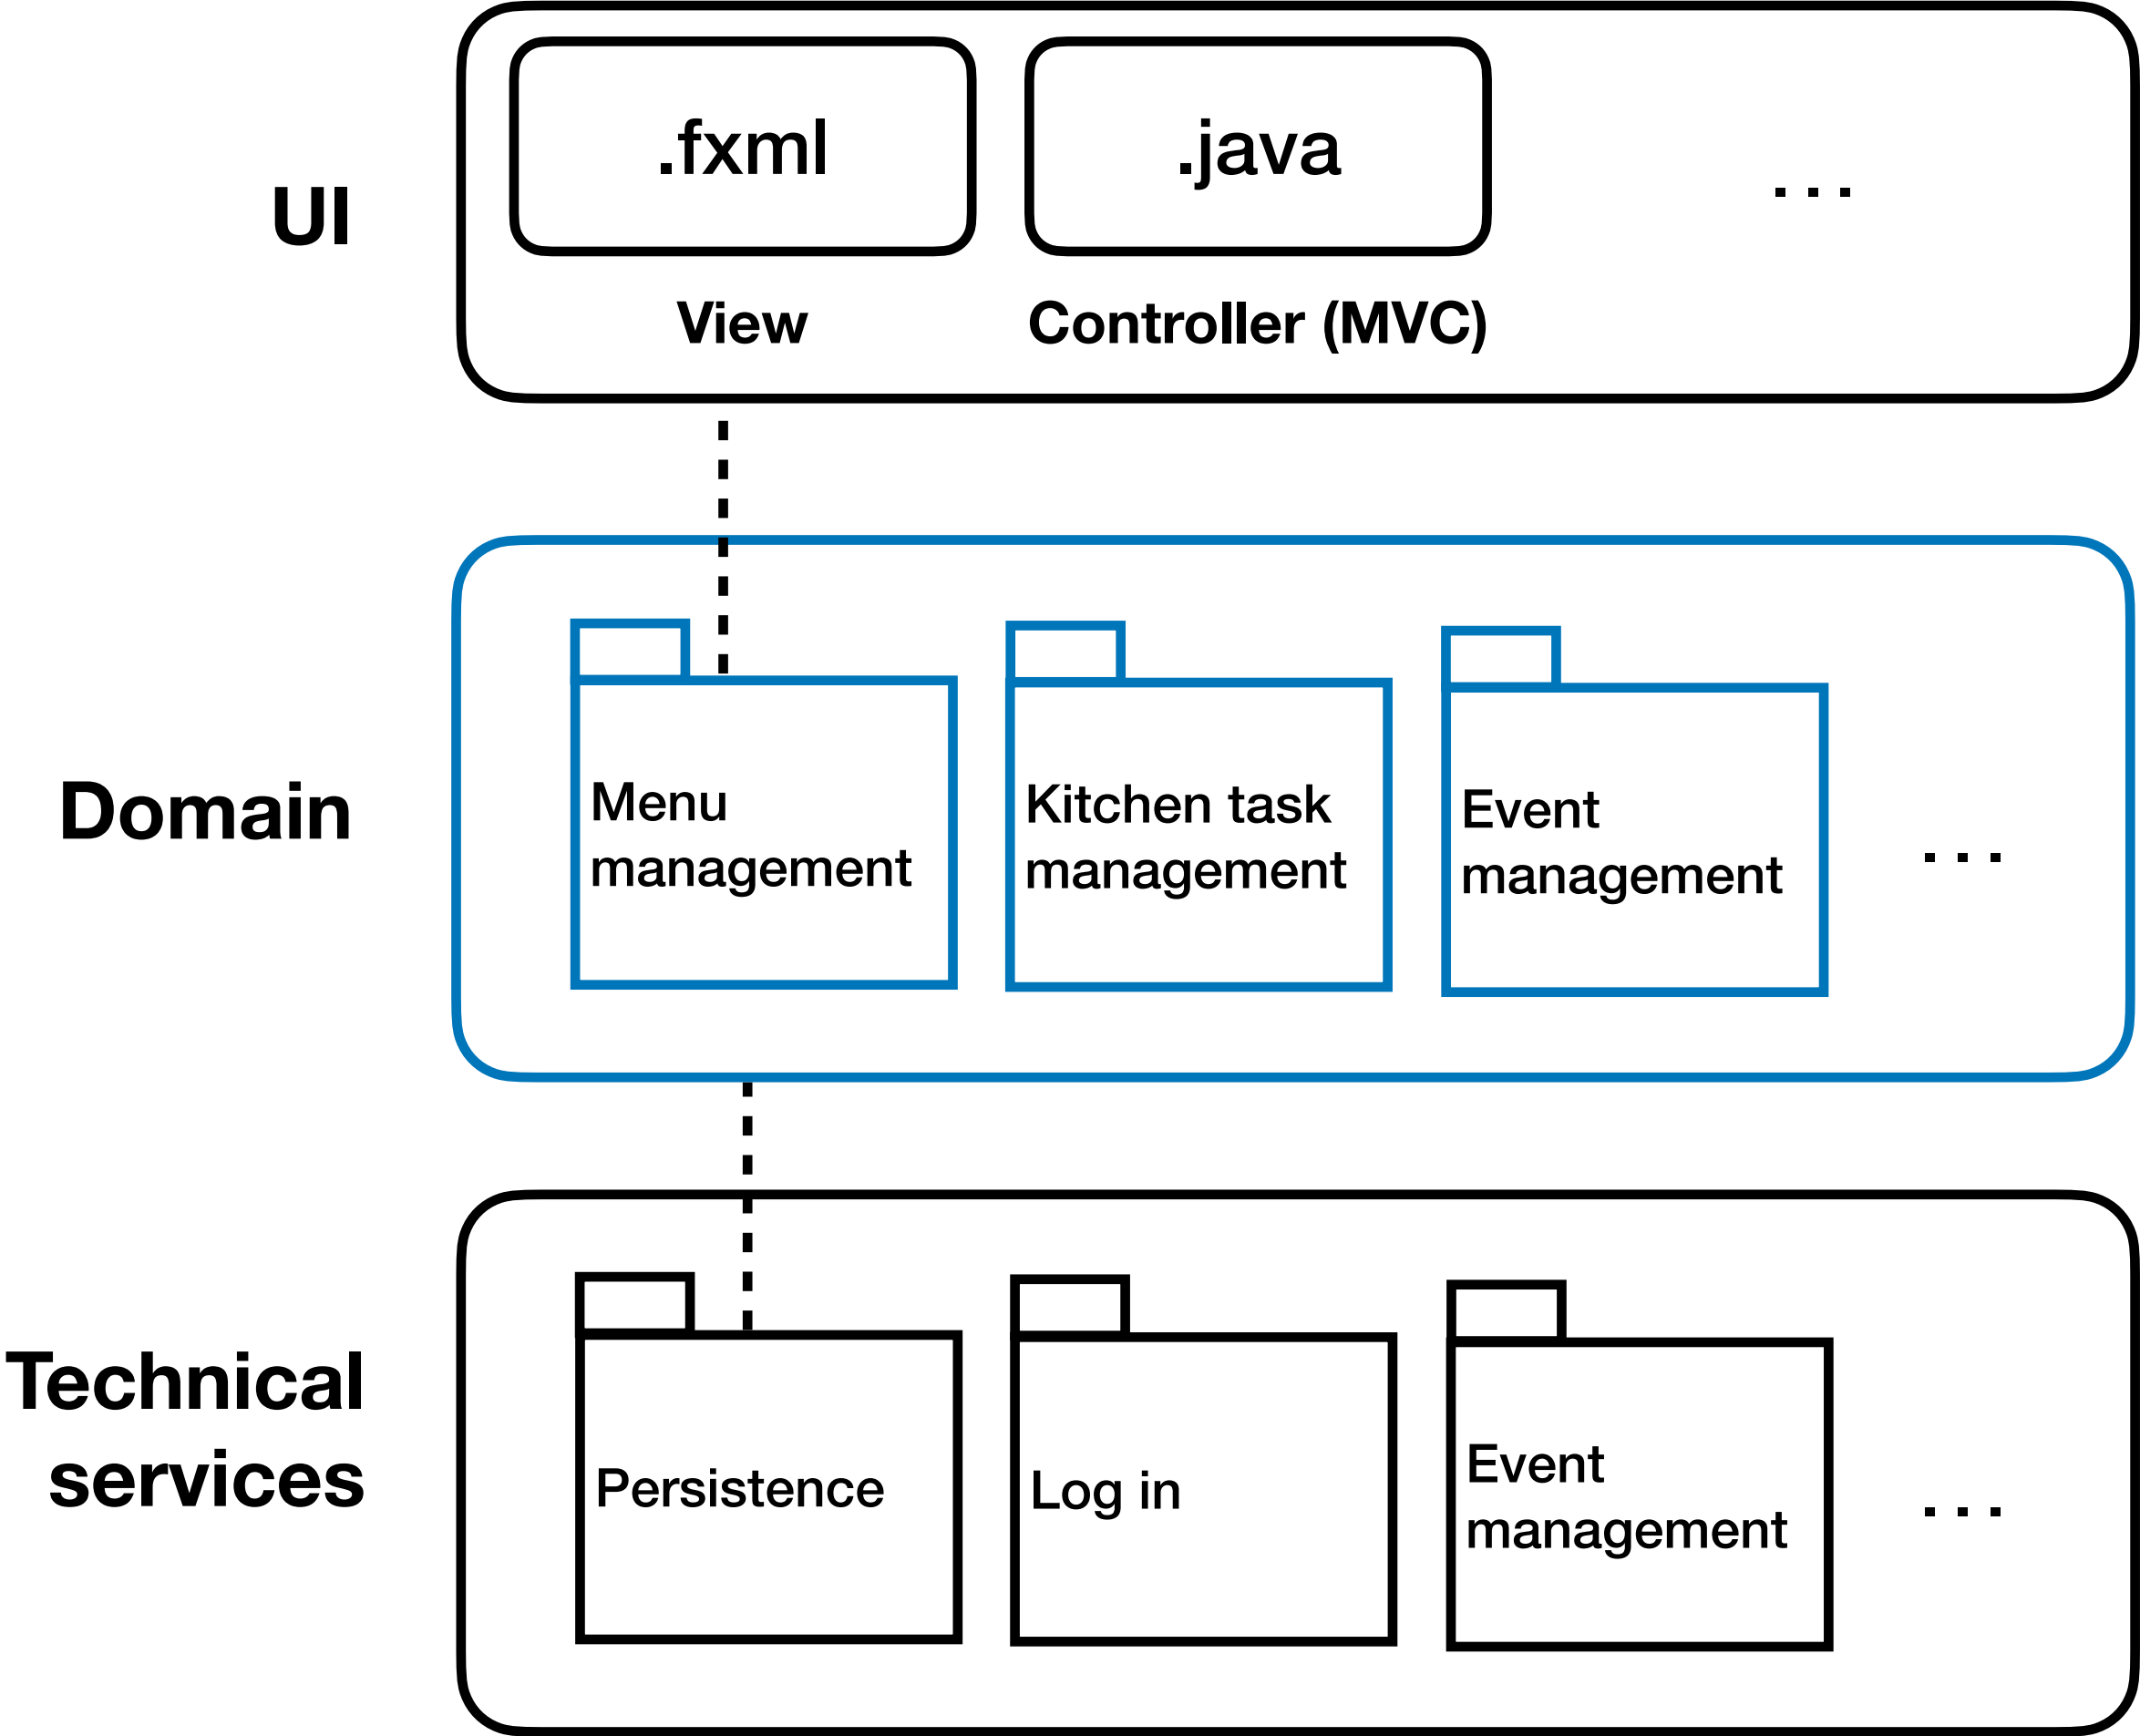 UI
.fxml
.java
...
View
Controller (MVC)
Domain
Menu
management
Kitchen task
management
Event
management
...
Technical
services
Persistence
Log in
Event
management
...